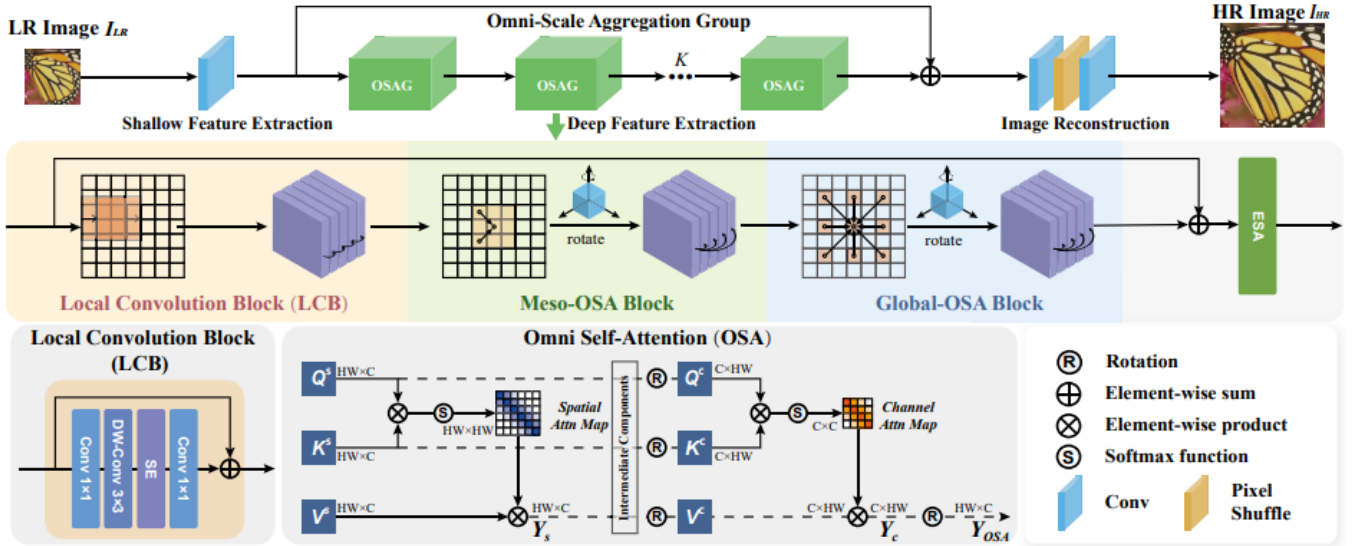 LR Image I_LR
Omni-Scale Aggregation Group
HR Image I_HR
K
OSAG
OSAG
OSAG
Shallow Feature Extraction
Deep Feature Extraction
Image Reconstruction
rotate
rotate
ESA
Local Convolution Block (LCB)
Meso-OSA Block
Global-OSA Block
Local Convolution Block
(LCB)
Conv 1×1
DW-Conv 3×3
SE
Conv 1×1
Omni Self-Attention (OSA)
Q^s
HW×C
K^s
HW×C
V^s
HW×C
S
HW×HW
Spatial
Attn Map
HW×C
Y_s
Intermediate Components
R
R
R
Q^c
C×HW
K^c
C×HW
V^c
S
C×C
Channel
Attn Map
C×HW
C×HW
Y_c
R
HW×C
Y_OSA
R
Rotation
Element-wise sum
Element-wise product
S
Softmax function
Conv
Pixel
Shuffle